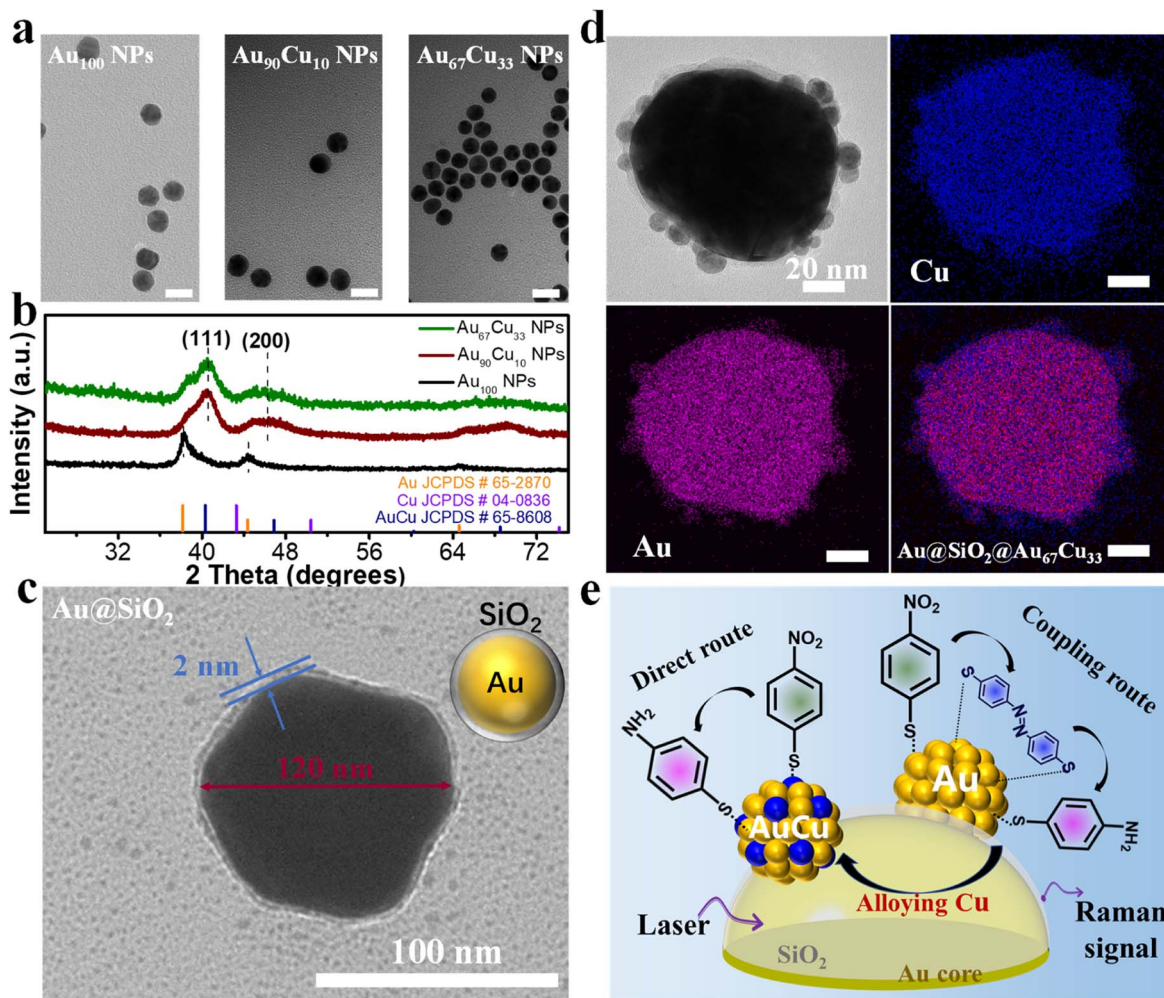 a
Au₁₀₀ NPs
Au₉₀Cu₁₀ NPs
Au₆₇Cu₃₃ NPs
b
Intensity (a.u.)
(111)
(200)
Au₆₇Cu₃₃ NPs
Au₉₀Cu₁₀ NPs
Au₁₀₀ NPs
Au JCPDS # 65-2870
Cu JCPDS # 04-0836
AuCu JCPDS # 65-8608
32 40 48 56 64 72
2 Theta (degrees)
c
Au@SiO₂
SiO₂
Au
2 nm
120 nm
100 nm
d
20 nm
Cu
Au
Au@SiO₂@Au₆₇Cu₃₃
e
Direct route
Coupling route
NO₂
NO₂
NH₂
S
S
S
N=N
S
S
S
NH₂
AuCu
Au
Alloying Cu
Laser
Raman
signal
SiO₂
Au core